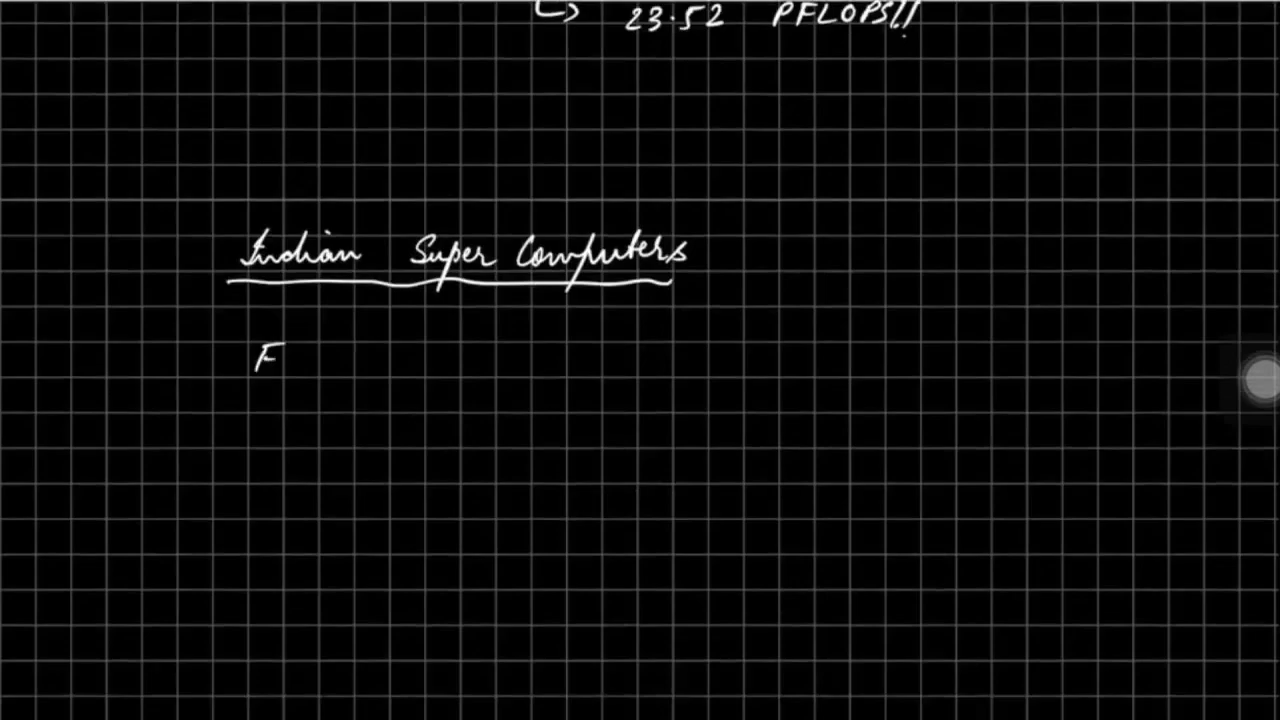 ↳ 23.52 PFLOPS!!
Indian Super Computers
F